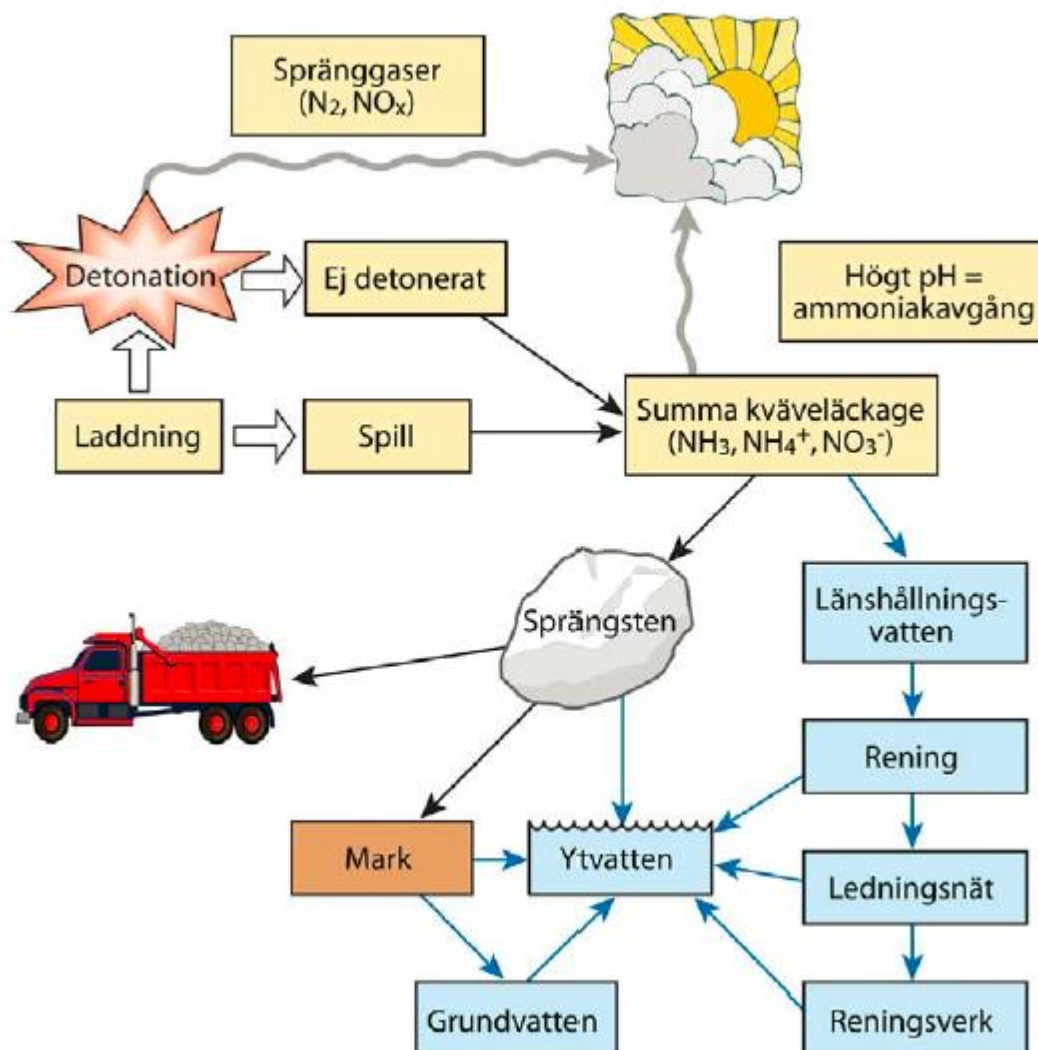 Språnggaser
(N₂, NOₓ)
Detonation
Ej detonerat
Högt pH =
ammoniakavgång
Laddning
Spill
Summa kväveläckage
(NH₃, NH₄⁺, NO₃⁻)
Sprängsten
Länshållnings-
vatten
Rening
Mark
Ytvatten
Ledningsnät
Grundvatten
Reningsverk